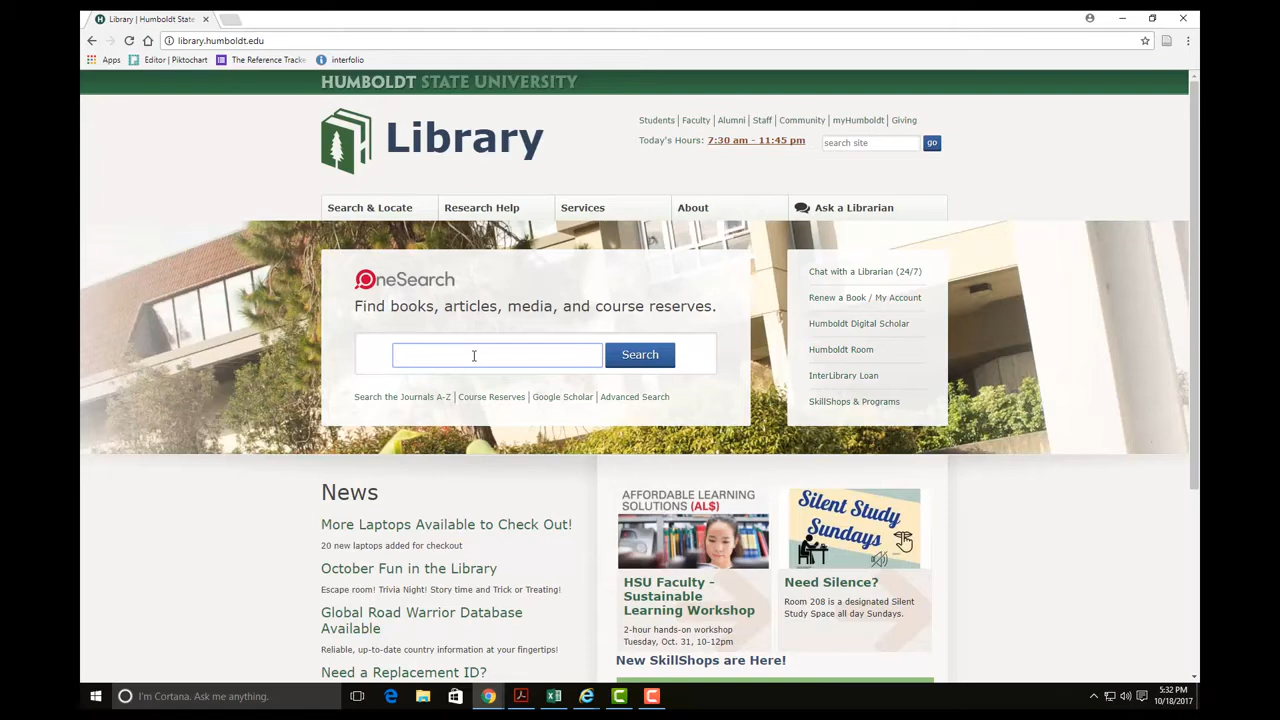 Library | Humboldt State
library.humboldt.edu
Apps Editor | Piktochart The Reference Tracke interfolio
HUMBOLDT STATE UNIVERSITY
Library
Students | Faculty | Alumni | Staff | Community | myHumboldt | Giving
Today's Hours: 7:30 am - 11:45 pm
search site go
Search & Locate Research Help Services About Ask a Librarian
OneSearch
Find books, articles, media, and course reserves.
Search
Search the Journals A-Z | Course Reserves | Google Scholar | Advanced Search
Chat with a Librarian (24/7)
Renew a Book / My Account
Humboldt Digital Scholar
Humboldt Room
InterLibrary Loan
SkillShops & Programs
News
More Laptops Available to Check Out!
20 new laptops added for checkout
October Fun in the Library
Escape room! Trivia Night! Story time and Trick or Treating!
Global Road Warrior Database
Available
Reliable, up-to-date country information at your fingertips!
Need a Replacement ID?
AFFORDABLE LEARNING
SOLUTIONS (AL$)
HSU Faculty -
Sustainable
Learning Workshop
2-hour hands-on workshop
Tuesday, Oct. 31, 10-12pm
Silent Study
Sundays
Need Silence?
Room 208 is a designated Silent
Study Space all day Sundays.
New SkillShops are Here!
I'm Cortana. Ask me anything.
5:32 PM
10/18/2017